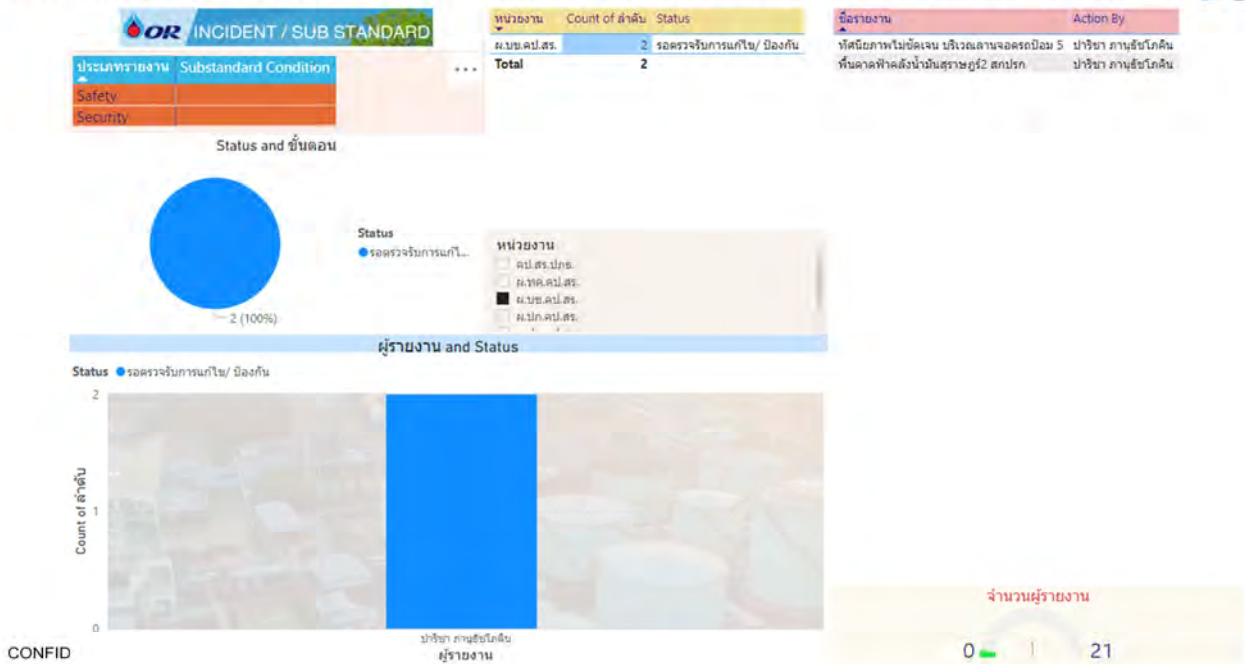 OR INCIDENT / SUB STANDARD
ประเภทรายงาน Substandard Condition
Safety
Security
หน่วยงาน Count of ลำดับ Status
ผ.บข.คป.สร. 2 รอตรวจรับการแก้ไข/ ป้องกัน
Total 2
ชื่อรายงาน Action By
ทัศนียภาพไม่ชัดเจน บริเวณลานจอดรถป้อม 5 ปาริชา ภานุธัชโภคิน
พื้นคาดฟ้าคลังน้ำมันสุราษฎร์2 สกปรก ปาริชา ภานุธัชโภคิน
Status and ขั้นตอน
2 (100%)
Status
รอตรวจรับการแก้ไ...
หน่วยงาน
คป.สร.ปภธ.
ผ.ทค.คป.สร.
ผ.บข.คป.สร.
ผ.ปก.คป.สร.
ผู้รายงาน and Status
Status รอตรวจรับการแก้ไข/ ป้องกัน
Count of ลำดับ
2
1
0
ปาริชา ภานุธัชโภคิน
ผู้รายงาน
จำนวนผู้รายงาน
0 21
CONFID